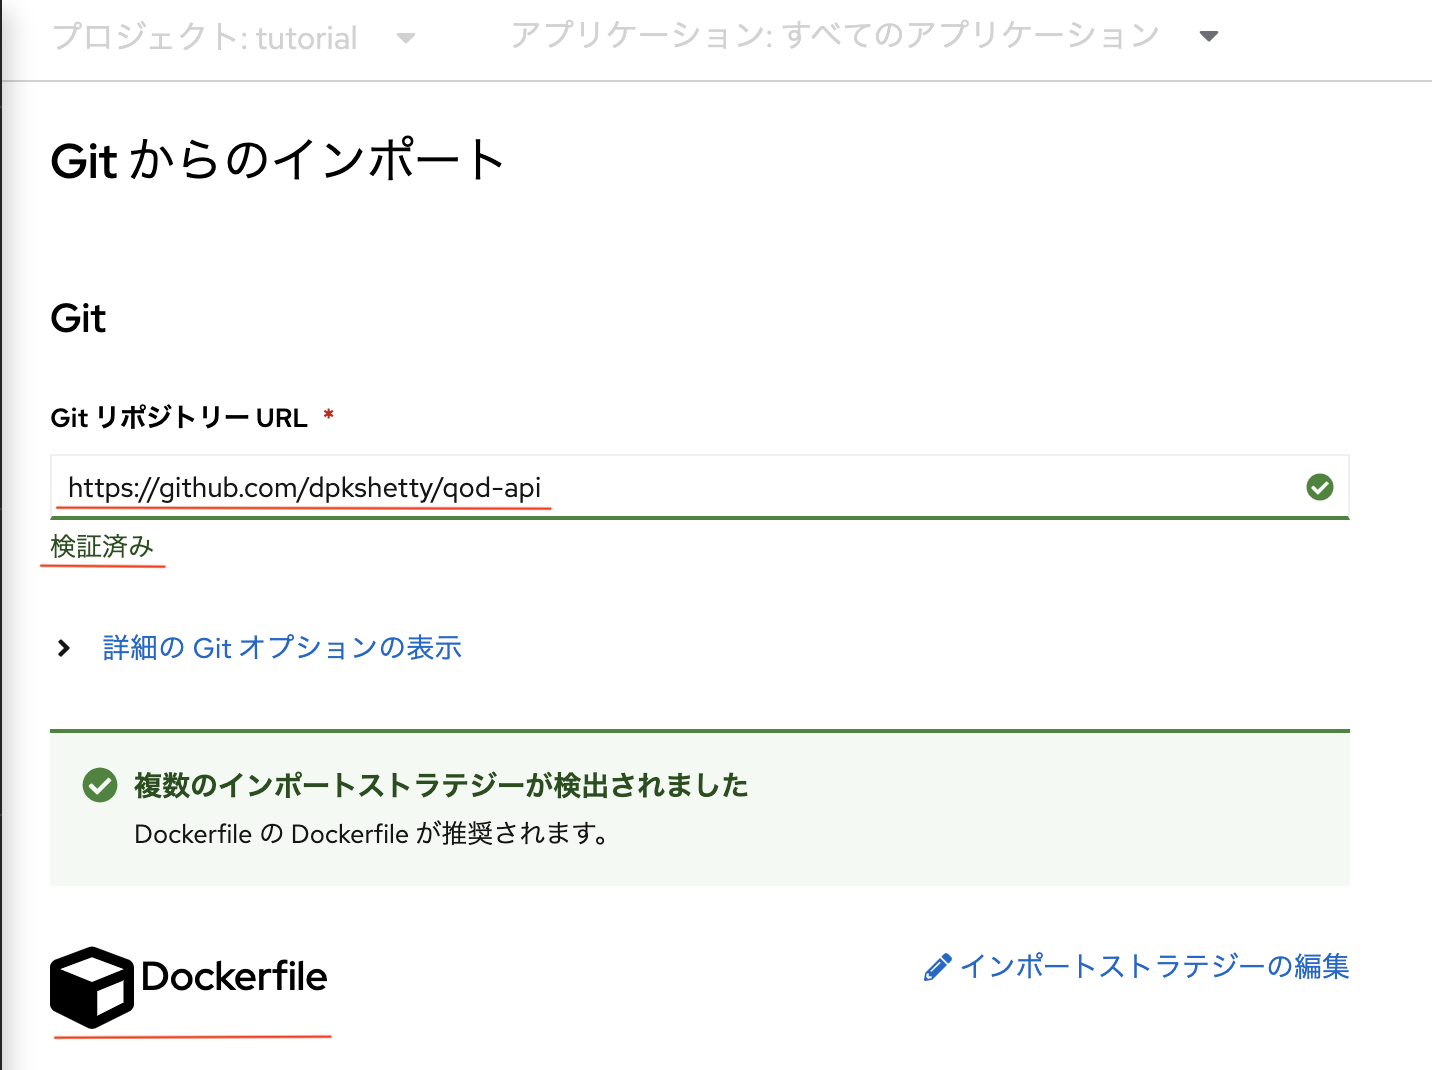 プロジェクト: tutorial アプリケーション: すべてのアプリケーション
Git からのインポート
Git
Git リポジトリー URL *
https://github.com/dpkshetty/qod-api
検証済み
詳細の Git オプションの表示
複数のインポートストラテジーが検出されました
Dockerfile の Dockerfile が推奨されます。
Dockerfile インポートストラテジーの編集